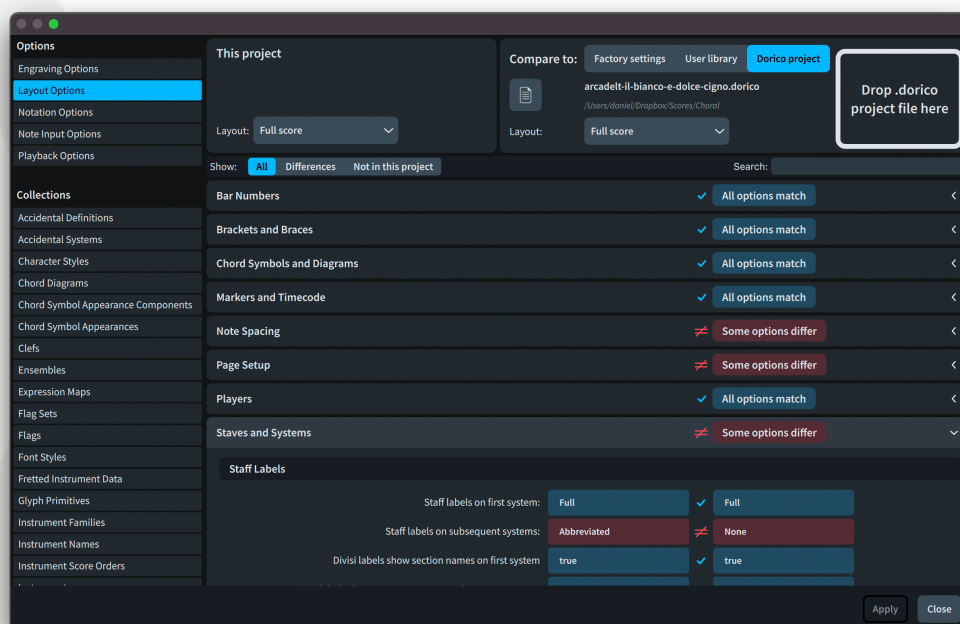 Options
Engraving Options
Layout Options
Notation Options
Note Input Options
Playback Options
Collections
Accidental Definitions
Accidental Systems
Character Styles
Chord Diagrams
Chord Symbol Appearance Components
Chord Symbol Appearances
Clefs
Ensembles
Expression Maps
Flag Sets
Flags
Font Styles
Fretted Instrument Data
Glyph Primitives
Instrument Families
Instrument Names
Instrument Score Orders
This project
Layout: Full score
Compare to: Factory settings User library Dorico project
arcadelt-il-bianco-e-dolce-cigno.dorico
/Users/daniel/Dropbox/Scores/Choral
Layout: Full score
Drop .dorico
project file here
Show: All Differences Not in this project Search:
Bar Numbers All options match
Brackets and Braces All options match
Chord Symbols and Diagrams All options match
Markers and Timecode All options match
Note Spacing Some options differ
Page Setup Some options differ
Players All options match
Staves and Systems Some options differ
Staff Labels
Staff labels on first system: Full Full
Staff labels on subsequent systems: Abbreviated None
Divisi labels show section names on first system true true
Apply Close